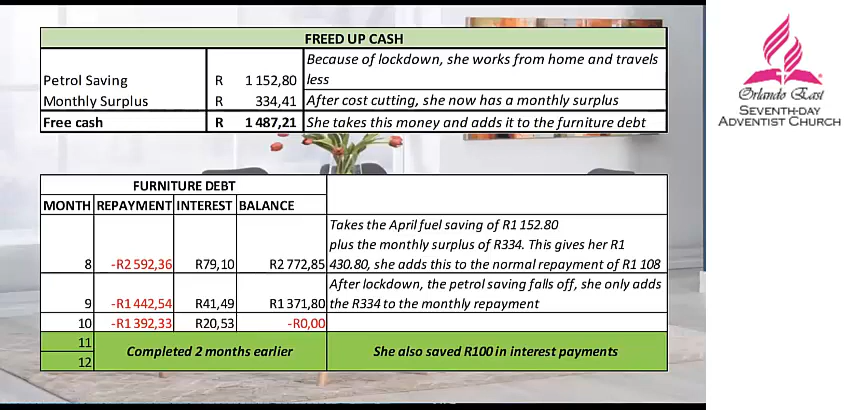 FREED UP CASH
Because of lockdown, she works from home and travels
Petrol Saving R 1 152,80 less
Monthly Surplus R 334,41 After cost cutting, she now has a monthly surplus
Free cash R 1 487,21 She takes this money and adds it to the furniture debt
FURNITURE DEBT
MONTH REPAYMENT INTEREST BALANCE
Takes the April fuel saving of R1 152.80
plus the monthly surplus of R334. This gives her R1
8 -R2 592,36 R79,10 R2 772,85 430.80, she adds this to the normal repayment of R1 108
After lockdown, the petrol saving falls off, she only adds
9 -R1 442,54 R41,49 R1 371,80 the R334 to the monthly repayment
10 -R1 392,33 R20,53 -R0,00
11
Completed 2 months earlier She also saved R100 in interest payments
12
Orlando East
SEVENTH-DAY
ADVENTIST CHURCH